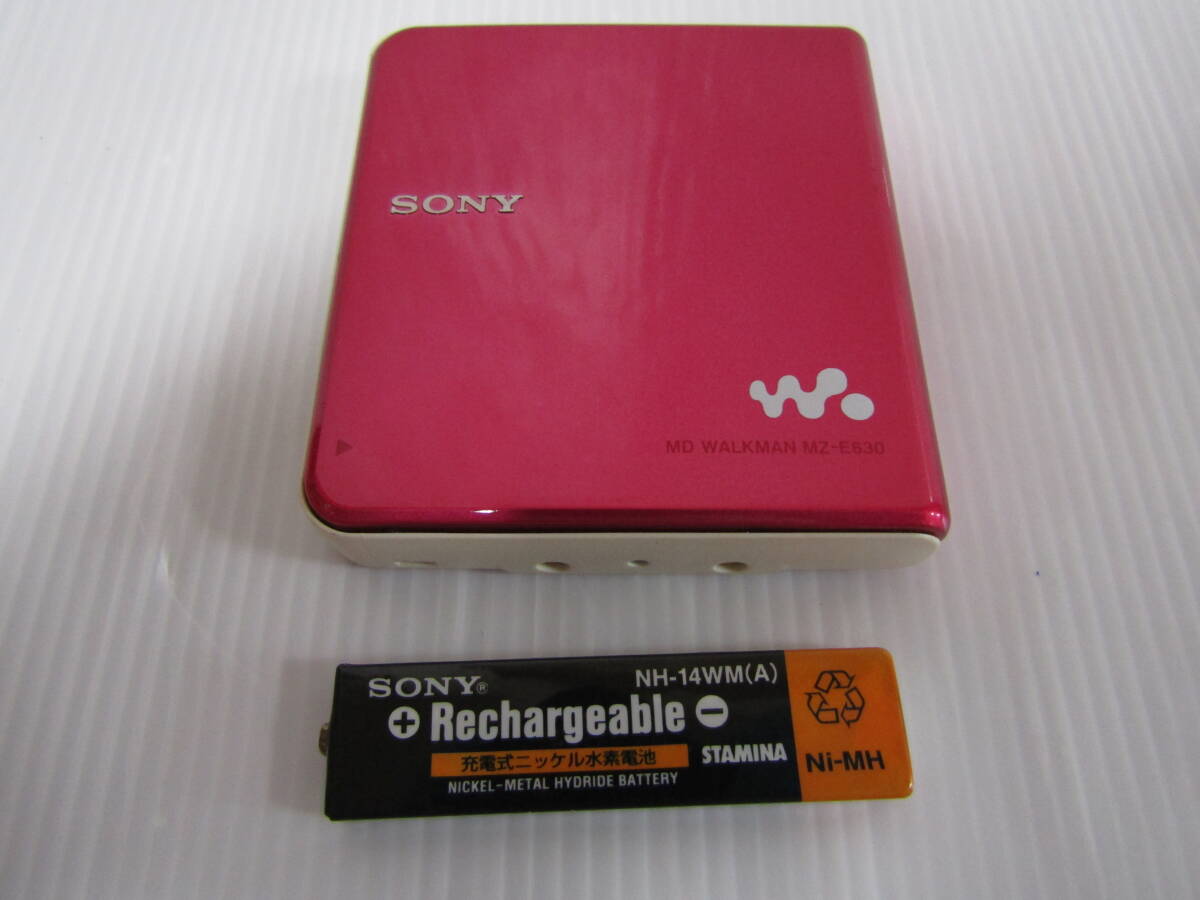 SONY
MD WALKMAN MZ-E630
SONY® NH-14WM(A)
+ Rechargeable −
充電式ニッケル水素電池
STAMINA
NICKEL-METAL HYDRIDE BATTERY
Ni-MH